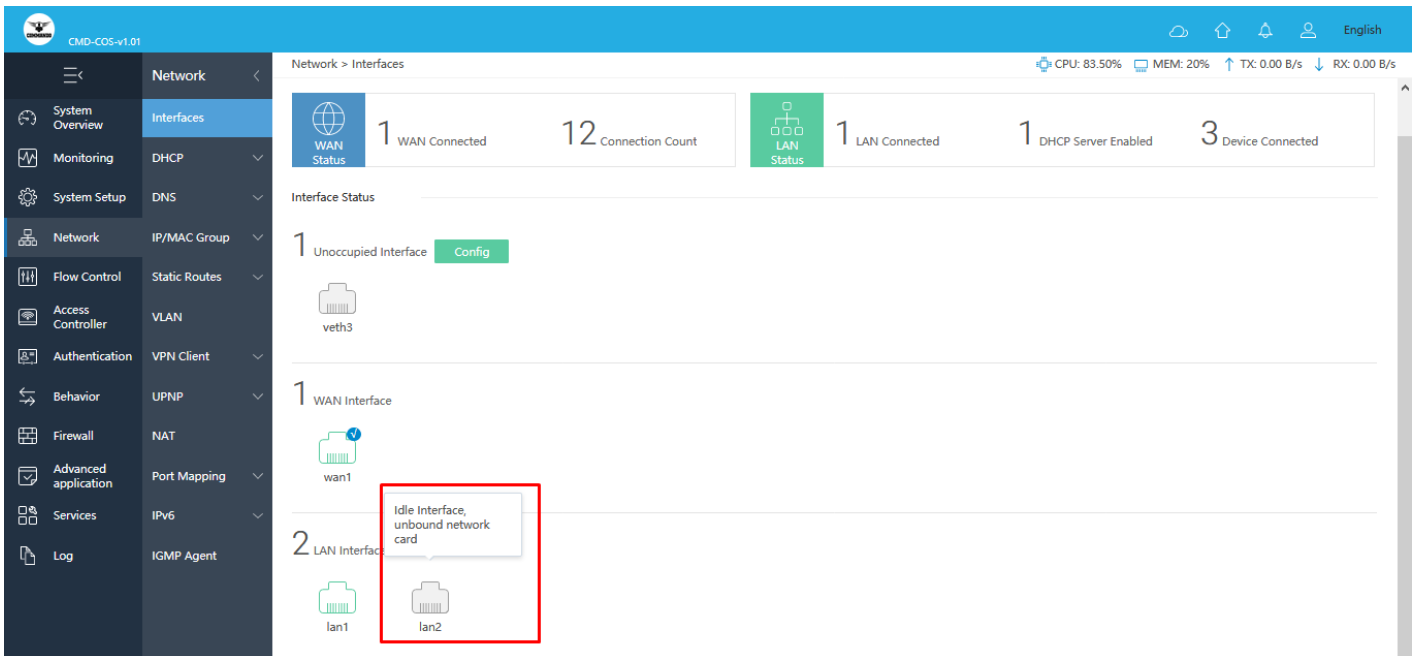 COMMANDO
CMD-COS-v1.01
English
Network
Network > Interfaces
CPU: 83.50% MEM: 20% TX: 0.00 B/s RX: 0.00 B/s
System
Overview
Monitoring
System Setup
Network
Flow Control
Access
Controller
Authentication
Behavior
Firewall
Advanced
application
Services
Log
Interfaces
DHCP
DNS
IP/MAC Group
Static Routes
VLAN
VPN Client
UPNP
NAT
Port Mapping
IPv6
IGMP Agent
WAN
Status
1 WAN Connected
12 Connection Count
LAN
Status
1 LAN Connected
1 DHCP Server Enabled
3 Device Connected
Interface Status
1 Unoccupied Interface Config
veth3
1 WAN Interface
wan1
Idle Interface,
unbound network
card
2 LAN Interfac
lan1 lan2